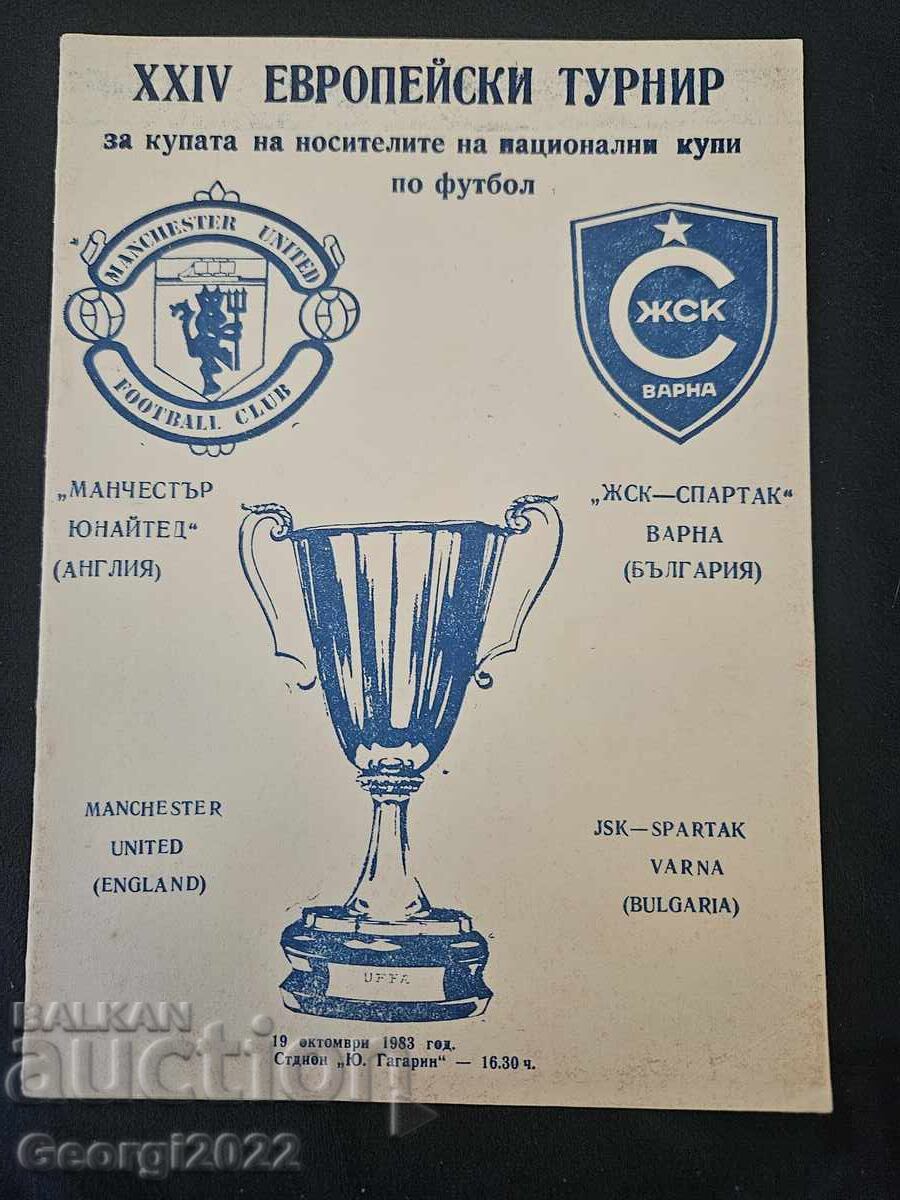 XXIV ЕВРОПЕЙСКИ ТУРНИР
за купата на носителите на национални купи
по футбол
MANCHESTER UNITED
FOOTBALL CLUB
ЖСК
ВАРНА
„МАНЧЕСТЪР
ЮНАЙТЕД“
(АНГЛИЯ)
„ЖСК—СПАРТАК“
ВАРНА
(БЪЛГАРИЯ)
MANCHESTER
UNITED
(ENGLAND)
JSK—SPARTAK
VARNA
(BULGARIA)
UEFA
19 октомври 1983 год.
Стдион „Ю. Гагарин“ — 16.30 ч.
BALKAN
auction
Georgi2022